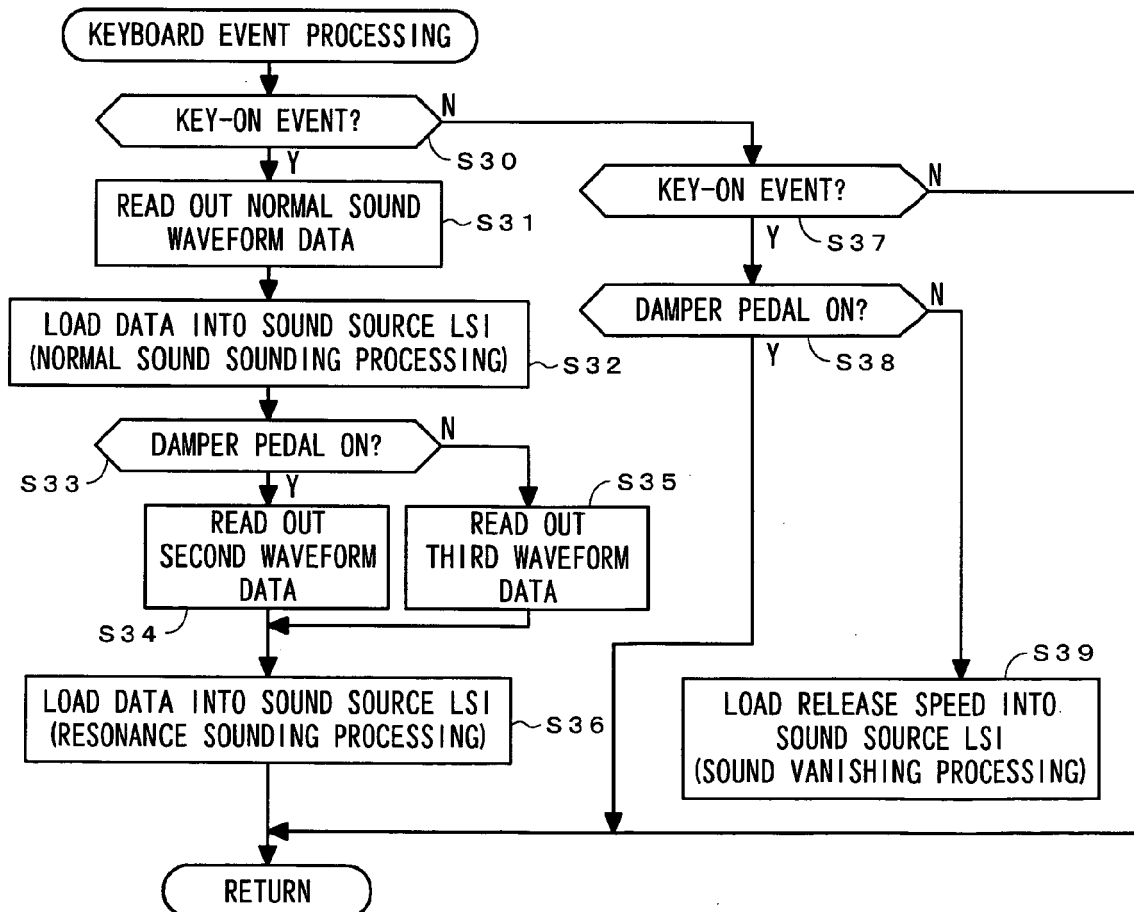 KEYBOARD EVENT PROCESSING
KEY-ON EVENT?
N
S30
Y
READ OUT NORMAL SOUND
WAVEFORM DATA
S31
LOAD DATA INTO SOUND SOURCE LSI
(NORMAL SOUND SOUNDING PROCESSING)
S32
DAMPER PEDAL ON?
N
S33
Y
READ OUT
SECOND WAVEFORM
DATA
S34
S35
READ OUT
THIRD WAVEFORM
DATA
LOAD DATA INTO SOUND SOURCE LSI
(RESONANCE SOUNDING PROCESSING)
S36
KEY-ON EVENT?
N
Y
S37
DAMPER PEDAL ON?
N
Y
S38
S39
LOAD RELEASE SPEED INTO
SOUND SOURCE LSI
(SOUND VANISHING PROCESSING)
RETURN